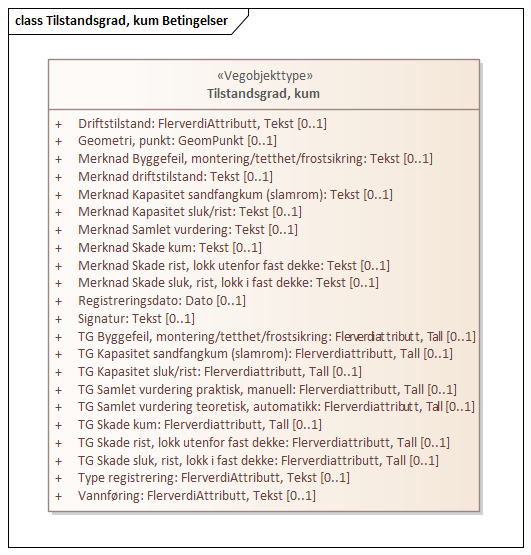 class Tilstandsgrad, kum Betingelser
«Vegobjekttype»
Tilstandsgrad, kum
+ Driftstilstand: FlerverdiAttributt, Tekst [0..1]
+ Geometri, punkt: GeomPunkt [0..1]
+ Merknad Byggefeil, montering/tetthet/frostsikring: Tekst [0..1]
+ Merknad driftstilstand: Tekst [0..1]
+ Merknad Kapasitet sandfangkum (slamrom): Tekst [0..1]
+ Merknad Kapasitet sluk/rist: Tekst [0..1]
+ Merknad Samlet vurdering: Tekst [0..1]
+ Merknad Skade kum: Tekst [0..1]
+ Merknad Skade rist, lokk utenfor fast dekke: Tekst [0..1]
+ Merknad Skade sluk, rist, lokk i fast dekke: Tekst [0..1]
+ Registreringsdato: Dato [0..1]
+ Signatur: Tekst [0..1]
+ TG Byggefeil, montering/tetthet/frostsikring: Flerverdiattributt, Tall [0..1]
+ TG Kapasitet sandfangkum (slamrom): Flerverdiattributt, Tall [0..1]
+ TG Kapasitet sluk/rist: Flerverdiattributt, Tall [0..1]
+ TG Samlet vurdering praktisk, manuell: Flerverdiattributt, Tall [0..1]
+ TG Samlet vurdering teoretisk, automatikk: Flerverdiattributt, Tall [0..1]
+ TG Skade kum: FlerverdiAttributt, Tall [0..1]
+ TG Skade rist, lokk utenfor fast dekke: Flerverdiattributt, Tall [0..1]
+ TG Skade sluk, rist, lokk i fast dekke: Flerverdiattributt, Tall [0..1]
+ Type registrering: FlerverdiAttributt, Tekst [0..1]
+ Vannføring: FlerverdiAttributt, Tekst [0..1]